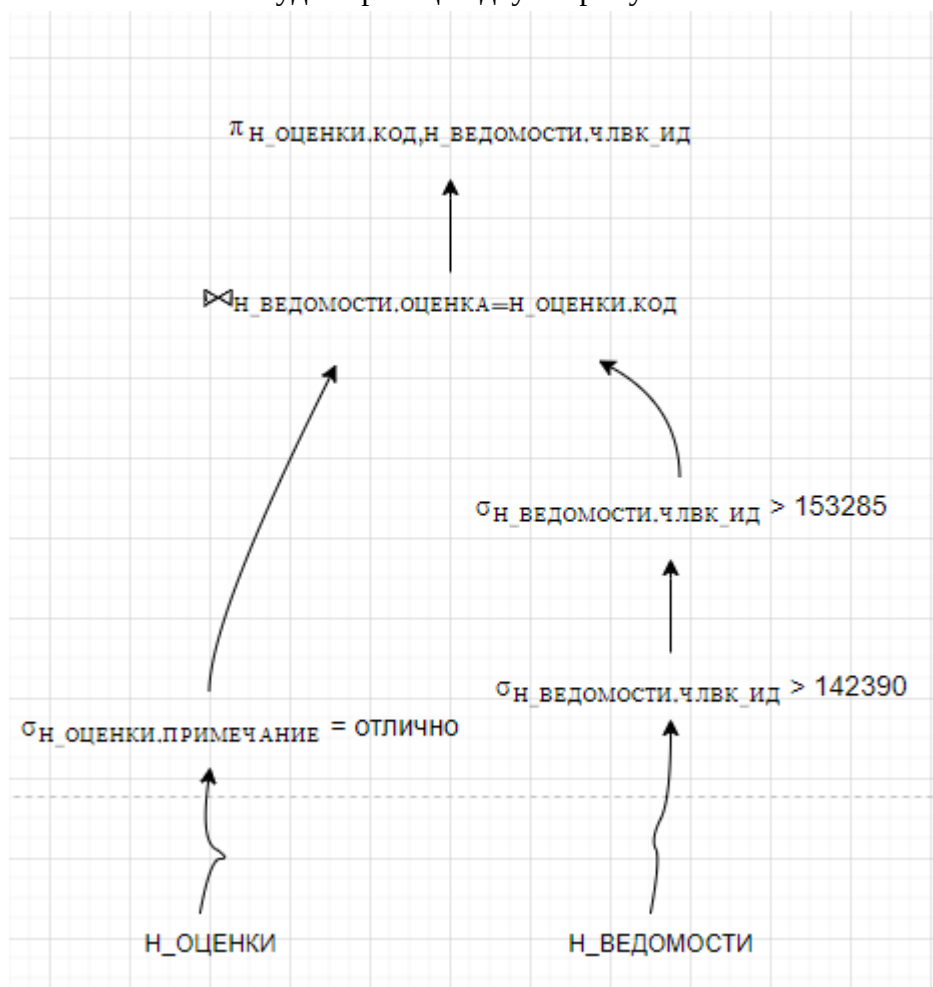 π Н_ОЦЕНКИ.КОД,Н_ВЕДОМОСТИ.ЧЛВК_ИД
⋈Н_ВЕДОМОСТИ.ОЦЕНКА=Н_ОЦЕНКИ.КОД
σН_ВЕДОМОСТИ.ЧЛВК_ИД > 153285
σН_ВЕДОМОСТИ.ЧЛВК_ИД > 142390
σН_ОЦЕНКИ.ПРИМЕЧАНИЕ = ОТЛИЧНО
Н_ОЦЕНКИ
Н_ВЕДОМОСТИ